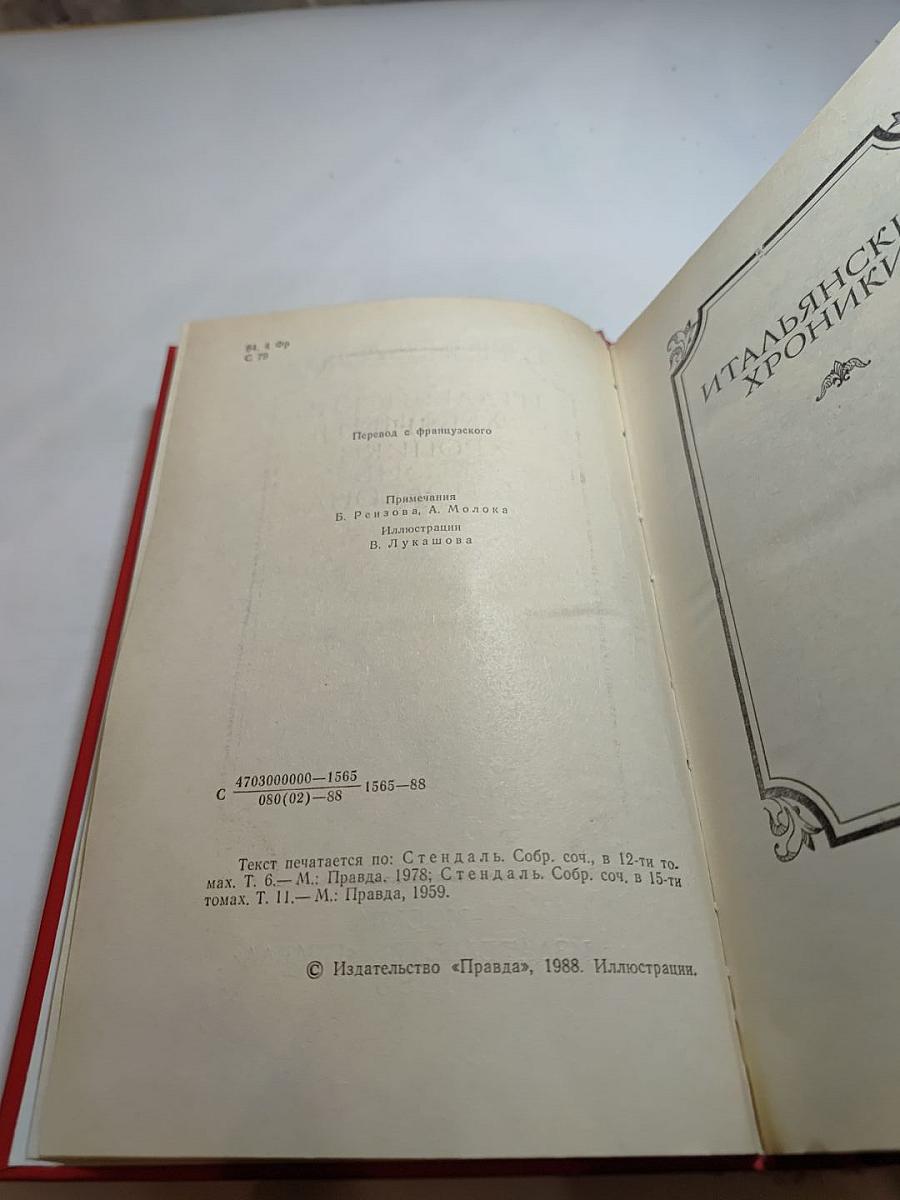 84. 4 Фр
С 79
Перевод с французского
Примечания
Б. Реизова, А. Молока
Иллюстрации
В. Лукашова
С 4703000000—1565
080(02)—88
1565—88
Текст печатается по: Стендаль. Собр. соч., в 12-ти то-
мах. Т. 6.— М.: Правда, 1978; Стендаль. Собр. соч. в 15-ти
томах. Т. 11.— М.: Правда, 1959.
© Издательство «Правда», 1988. Иллюстрации.
ИТАЛЬЯНСКИ
ХРОНИКИ